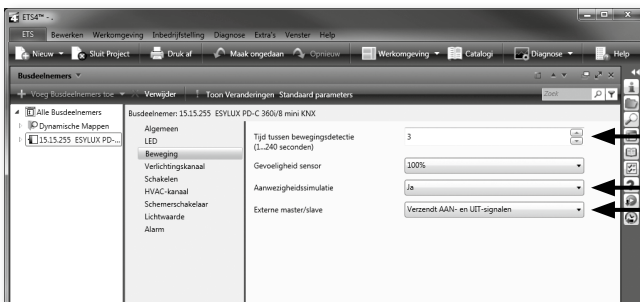 ETS4™ - .
ETS Bewerken Werkomgeving Inbedrijfstelling Diagnose Extra's Venster Help
Nieuw Sluit Project Druk af Maak ongedaan Opnieuw Werkomgeving Catalogi Diagnose Help
Busdeelnemers
Voeg Busdeelnemers toe Verwijder Toon Veranderingen Standaard parameters Zoek
Alle Busdeelnemers
Dynamische Mappen
15.15.255 ESYLUX PD-...
Busdeelnemer: 15.15.255 ESYLUX PD-C 360i/8 mini KNX
Algemeen
LED
Beweging
Verlichtingskanaal
Schakelen
HVAC-kanaal
Schemerschakelaar
Lichtwaarde
Alarm
Tijd tussen bewegingsdetectie
(1...240 seconden)
3
Gevoeligheid sensor 100%
Aanwezigheidssimulatie Ja
Externe master/slave Verzendt AAN- en UIT-signalen